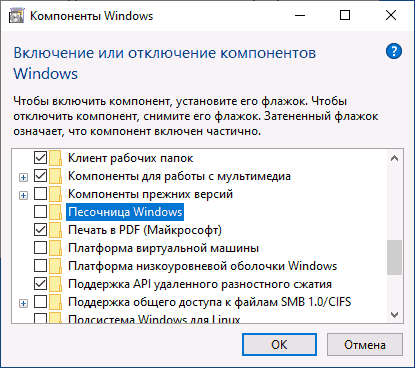 Компоненты Windows
Включение или отключение компонентов
Windows
Чтобы включить компонент, установите его флажок. Чтобы
отключить компонент, снимите его флажок. Затененный флажок
означает, что компонент включен частично.
Клиент рабочих папок
Компоненты для работы с мультимедиа
Компоненты прежних версий
Песочница Windows
Печать в PDF (Майкрософт)
Платформа виртуальной машины
Платформа низкоуровневой оболочки Windows
Поддержка API удаленного разностного сжатия
Поддержка общего доступа к файлам SMB 1.0/CIFS
Подсистема Windows для Linux
ОК
Отмена